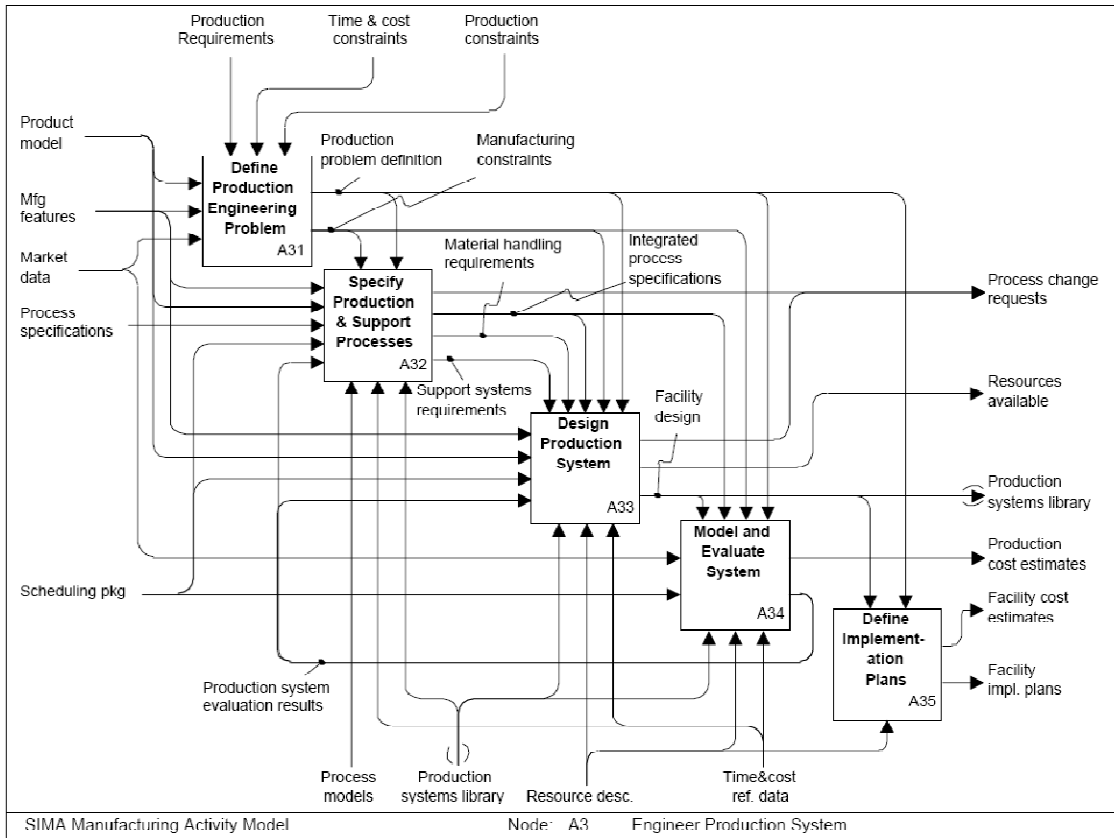 Production
Requirements
Time & cost
constraints
Production
constraints
Product
model
Mfg
features
Market
data
Process
specifications
Define
Production
Engineering
Problem
A31
Production
problem definition
Manufacturing
constraints
Material handling
requirements
Integrated
process
specifications
Specify
Production
& Support
Processes
A32
Support systems
requirements
Process change
requests
Resources
available
Facility
design
Design
Production
System
A33
Production
systems library
Model and
Evaluate
System
A34
Production
cost estimates
Scheduling pkg
Facility cost
estimates
Define
Implement-
ation
Plans
A35
Facility
impl. plans
Production system
evaluation results
Process
models
Production
systems library
Resource desc.
Time&cost
ref. data
SIMA Manufacturing Activity Model
Node: A3
Engineer Production System